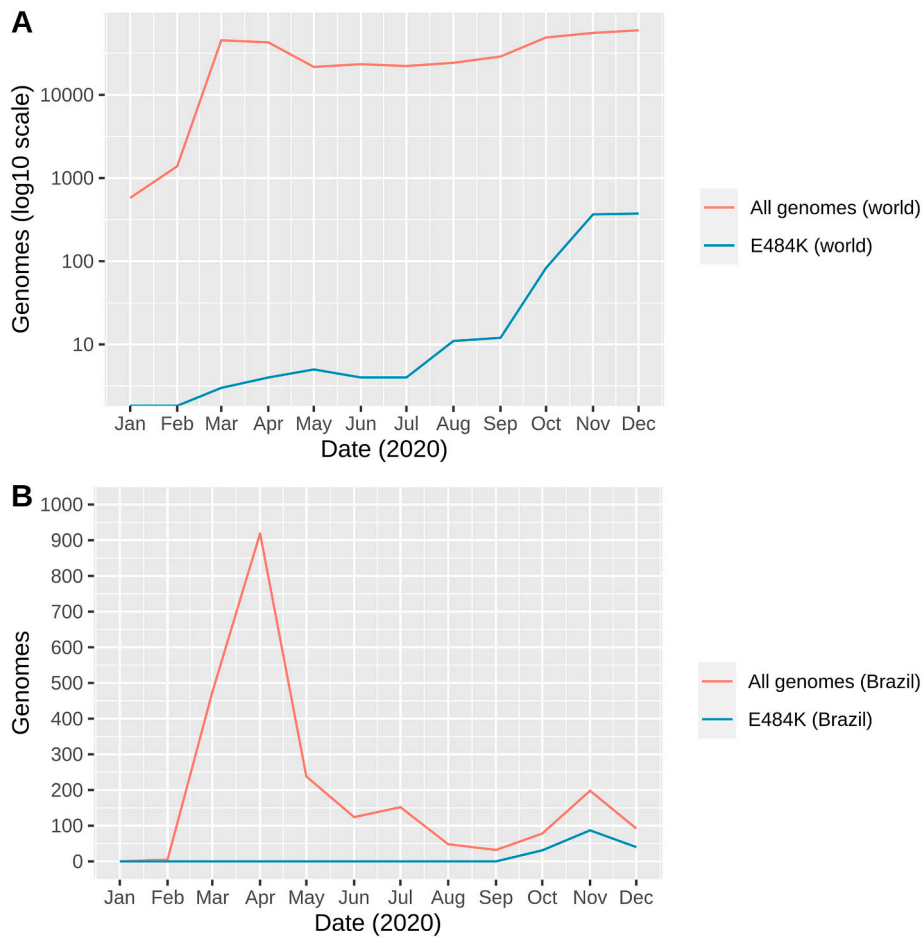 A
Genomes (log10 scale)
10000
1000
100
10
Jan Feb Mar Apr May Jun Jul Aug Sep Oct Nov Dec
Date (2020)
All genomes (world)
E484K (world)
B
Genomes
1000
900
800
700
600
500
400
300
200
100
0
Jan Feb Mar Apr May Jun Jul Aug Sep Oct Nov Dec
Date (2020)
All genomes (Brazil)
E484K (Brazil)